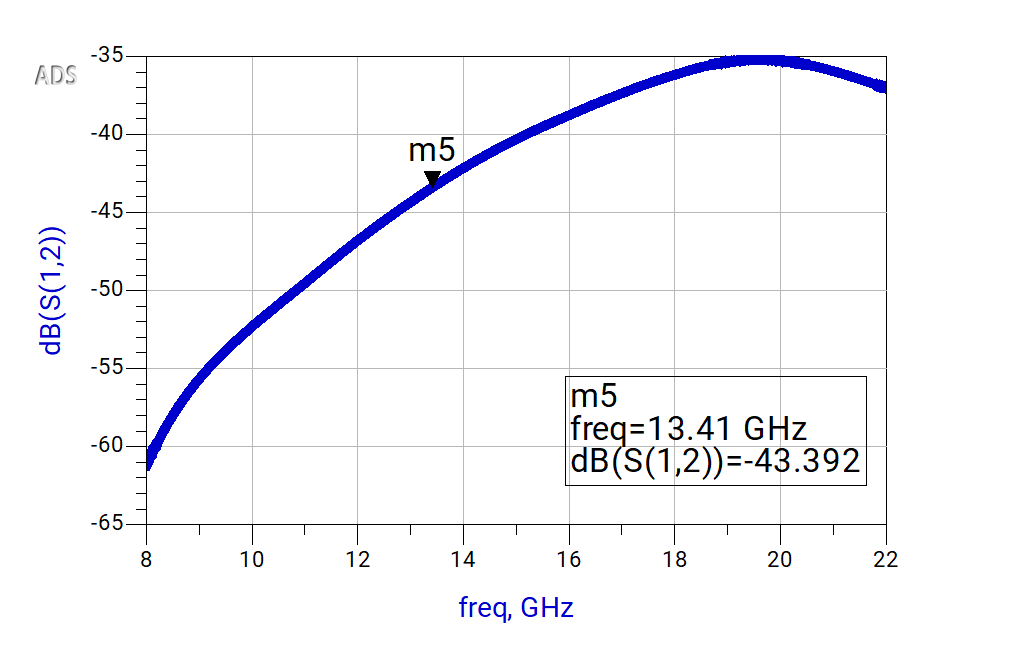 ADS
-35
-40
-45
-50
-55
-60
-65
dB(S(1,2))
m5
m5
freq=13.41 GHz
dB(S(1,2))=-43.392
8 10 12 14 16 18 20 22
freq, GHz